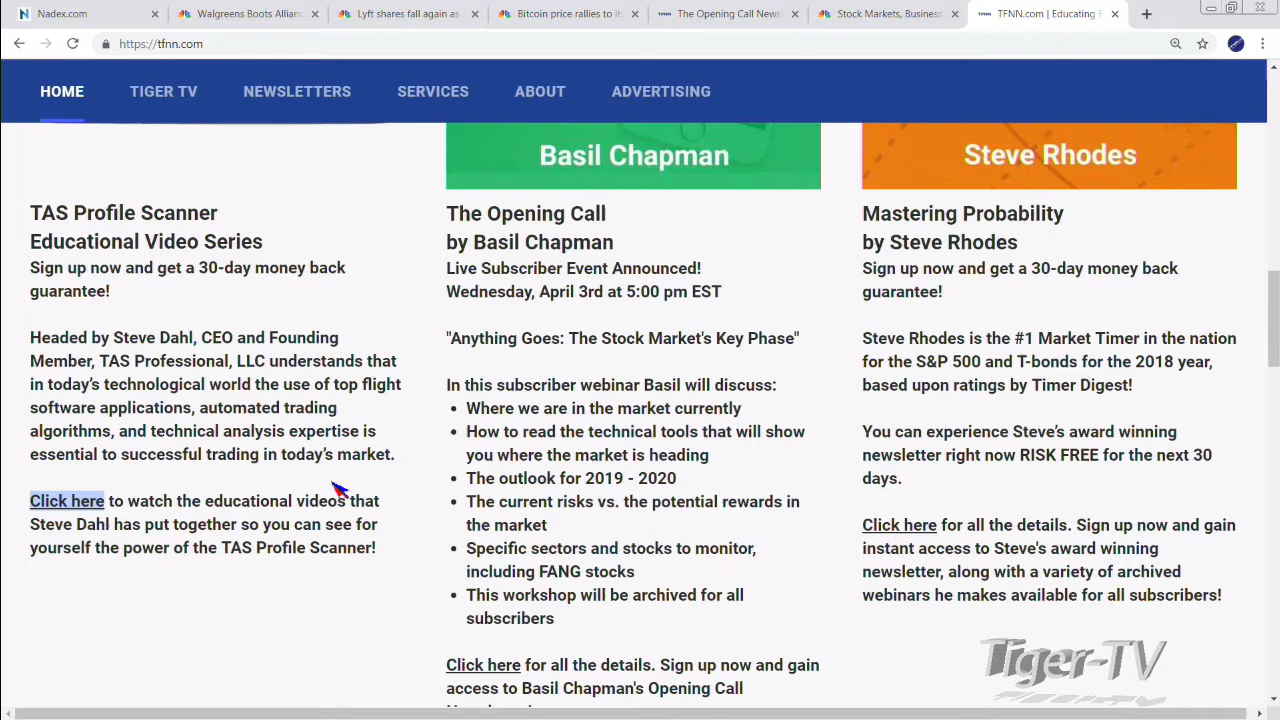 Nadex.com
Walgreens Boots Allian
Lyft shares fall again as
Bitcoin price rallies to it
The Opening Call News
Stock Markets, Business
TFNN.com | Educating
https://tfnn.com
HOME
TIGER TV
NEWSLETTERS
SERVICES
ABOUT
ADVERTISING
TAS Profile Scanner
Educational Video Series
Sign up now and get a 30-day money back
guarantee!
Headed by Steve Dahl, CEO and Founding
Member, TAS Professional, LLC understands that
in today's technological world the use of top flight
software applications, automated trading
algorithms, and technical analysis expertise is
essential to successful trading in today's market.
Click here to watch the educational videos that
Steve Dahl has put together so you can see for
yourself the power of the TAS Profile Scanner!
Basil Chapman
The Opening Call
by Basil Chapman
Live Subscriber Event Announced!
Wednesday, April 3rd at 5:00 pm EST
"Anything Goes: The Stock Market's Key Phase"
In this subscriber webinar Basil will discuss:
• Where we are in the market currently
• How to read the technical tools that will show
you where the market is heading
• The outlook for 2019 - 2020
• The current risks vs. the potential rewards in
the market
• Specific sectors and stocks to monitor,
including FANG stocks
• This workshop will be archived for all
subscribers
Click here for all the details. Sign up now and gain
access to Basil Chapman's Opening Call
Steve Rhodes
Mastering Probability
by Steve Rhodes
Sign up now and get a 30-day money back
guarantee!
Steve Rhodes is the #1 Market Timer in the nation
for the S&P 500 and T-bonds for the 2018 year,
based upon ratings by Timer Digest!
You can experience Steve's award winning
newsletter right now RISK FREE for the next 30
days.
Click here for all the details. Sign up now and gain
instant access to Steve's award winning
newsletter, along with a variety of archived
webinars he makes available for all subscribers!
Tiger-TV